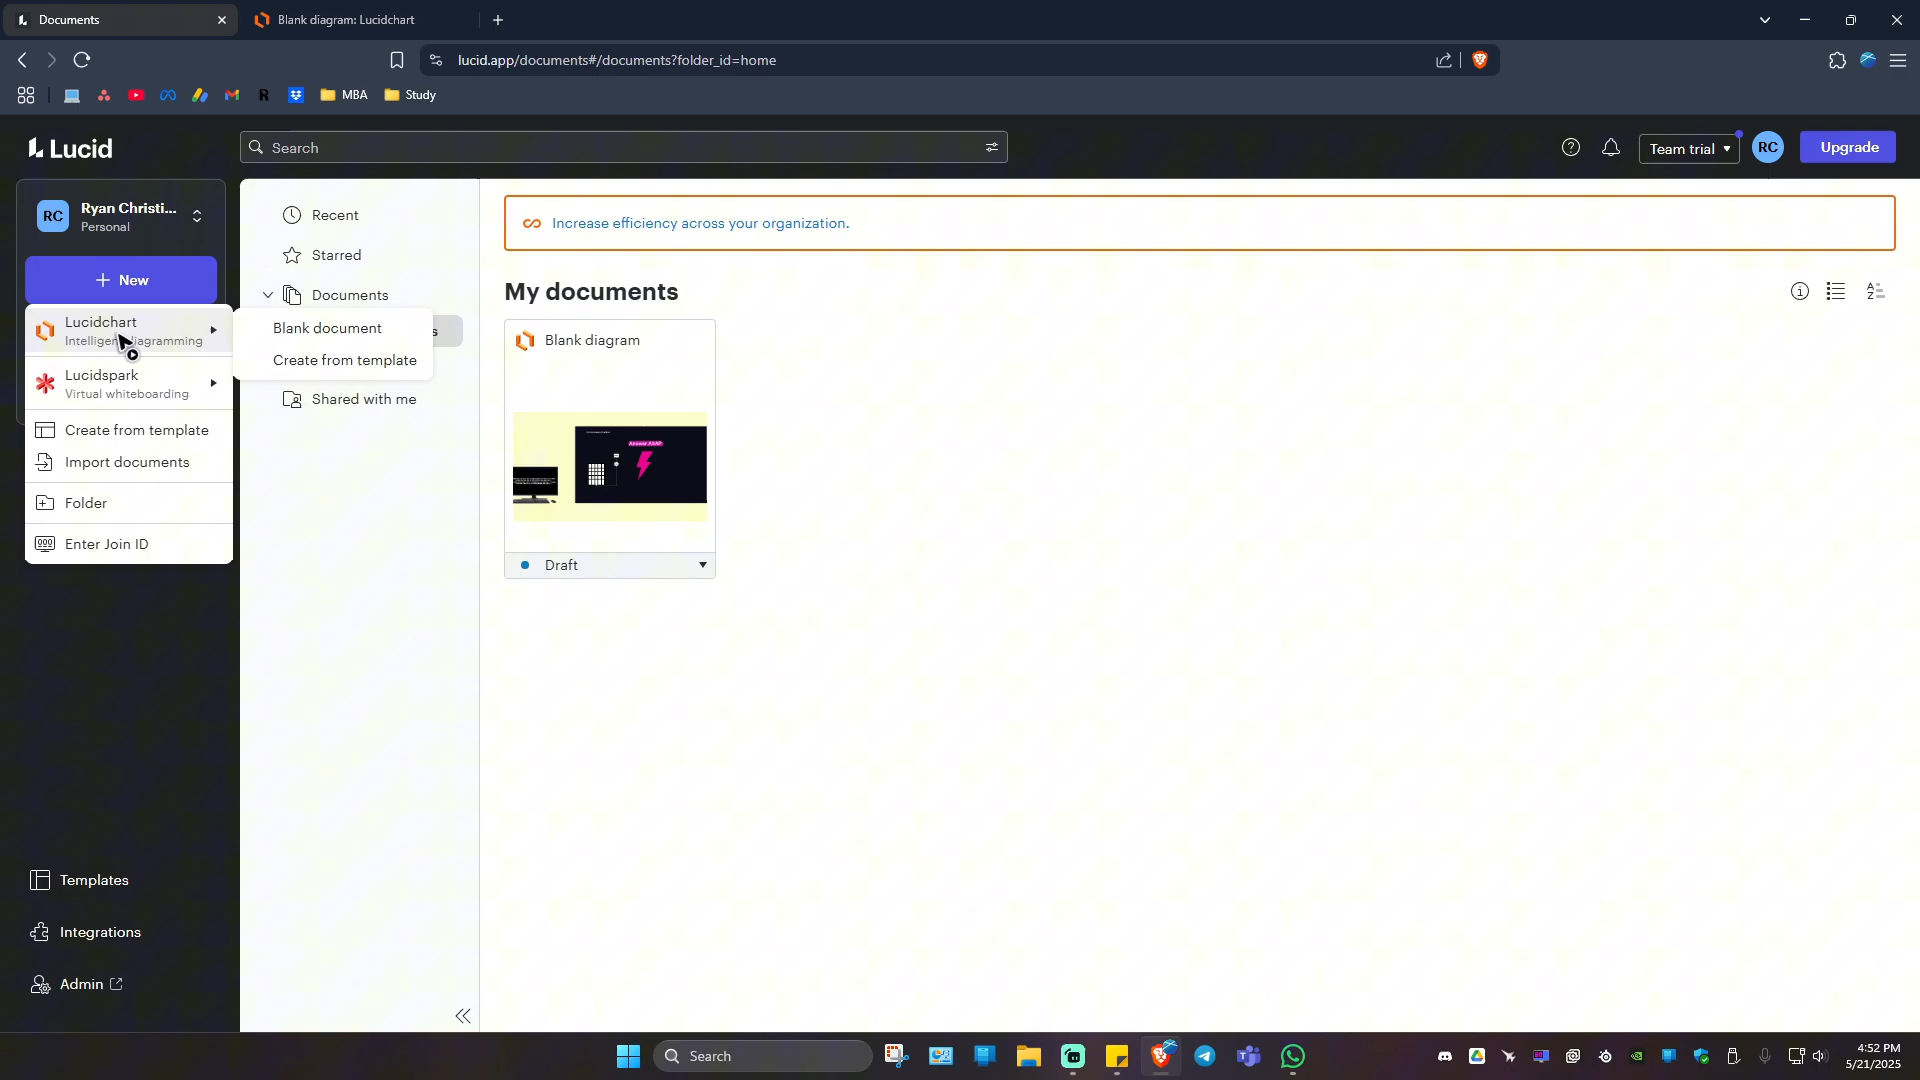 Documents
Blank diagram: Lucidchart
lucid.app/documents#/documents?folder_id=home
MBA
Study
Lucid
Search
Team trial
RC
Upgrade
RC
Ryan Christi...
Personal
New
Recent
Starred
Documents
Increase efficiency across your organization.
My documents
Lucidchart
Intelligent diagramming
Blank document
Create from template
Lucidspark
Virtual whiteboarding
Shared with me
Create from template
Import documents
Folder
Enter Join ID
Blank diagram
Answer ASAP
Draft
Templates
Integrations
Admin
Search
4:52 PM
5/21/2025